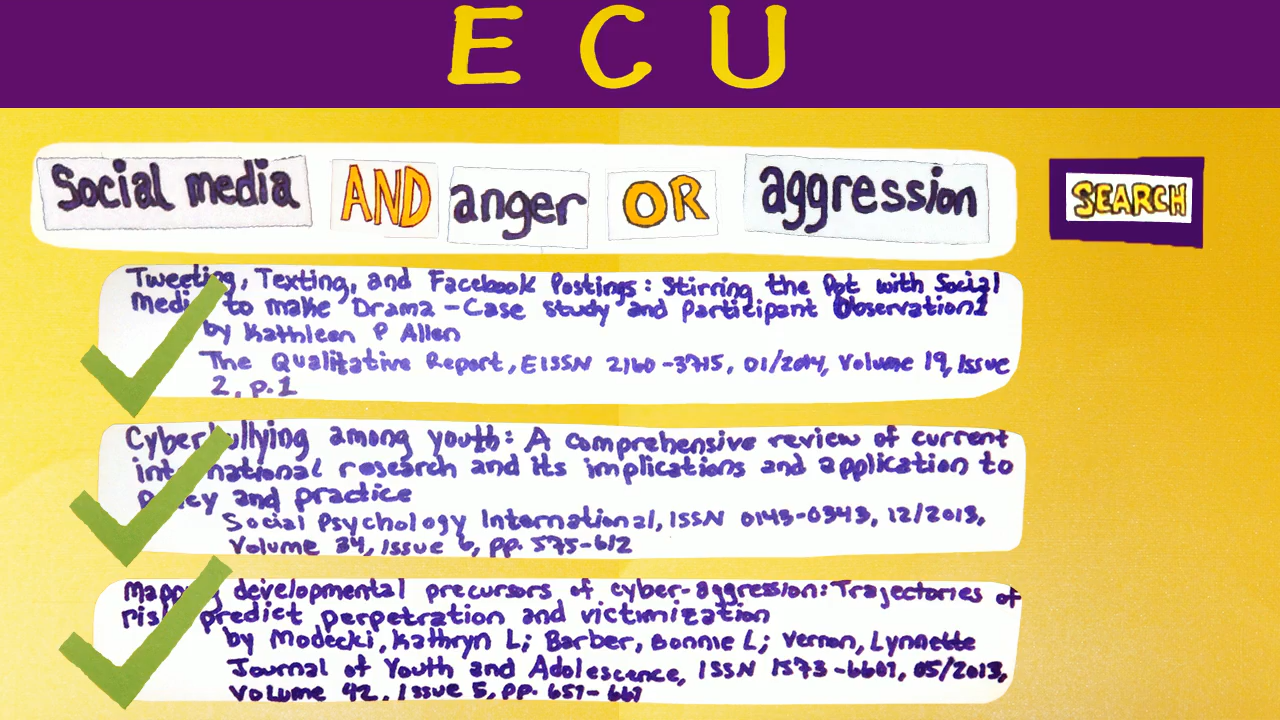 E C U
Social media AND anger OR aggression SEARCH
Tweeting, Texting, and Facebook Postings: Stirring the Pot with Social
Media to make Drama - Case Study and Participant Observation1
by Kathleen P Allen
The Qualitative Report, EISSN 2160-3715, 01/2014, Volume 19, Issue
2, p.1
Cyberbullying among youth: A comprehensive review of current
international research and its implications and application to
policy and practice
Social Psychology International, ISSN 0143-0343, 12/2013,
Volume 34, Issue 6, pp. 575-612
Mapping developmental precursors of cyber-aggression: Trajectories of
risk predict perpetration and victimization
by Modecki, Kathryn L; Barber, Bonnie L; Vernon, Lynnette
Journal of Youth and Adolescence, ISSN 1573-6601, 05/2013,
Volume 42, Issue 5, pp. 651-661